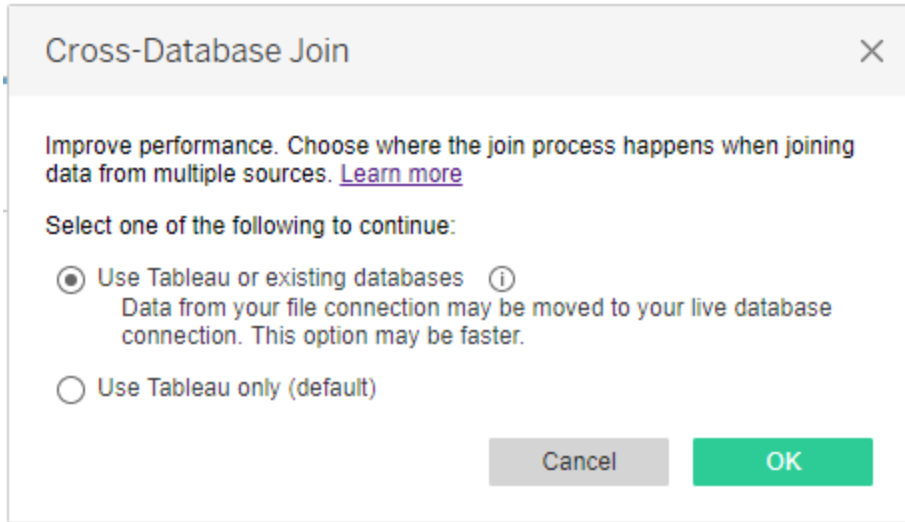 Cross-Database Join
Improve performance. Choose where the join process happens when joining
data from multiple sources. Learn more
Select one of the following to continue:
Use Tableau or existing databases
Data from your file connection may be moved to your live database
connection. This option may be faster.
Use Tableau only (default)
Cancel OK